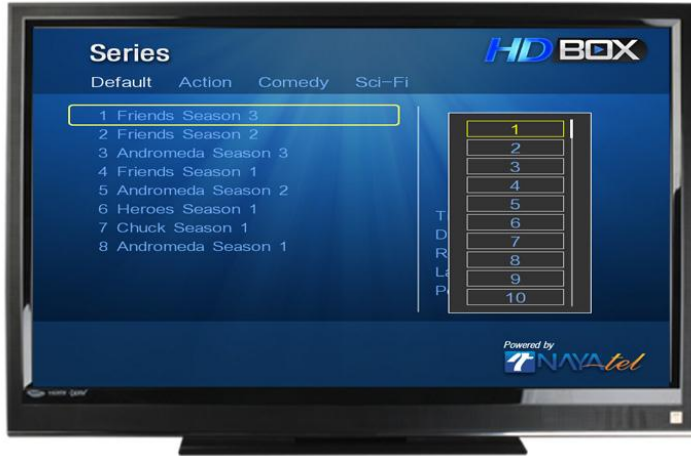 Series
HD BOX
Default Action Comedy Sci-Fi
1 Friends Season 3
2 Friends Season 2
3 Andromeda Season 3
4 Friends Season 1
5 Andromeda Season 2
6 Heroes Season 1
7 Chuck Season 1
8 Andromeda Season 1
1
2
3
4
5
6
7
8
9
10
Powered by
NAYAtel